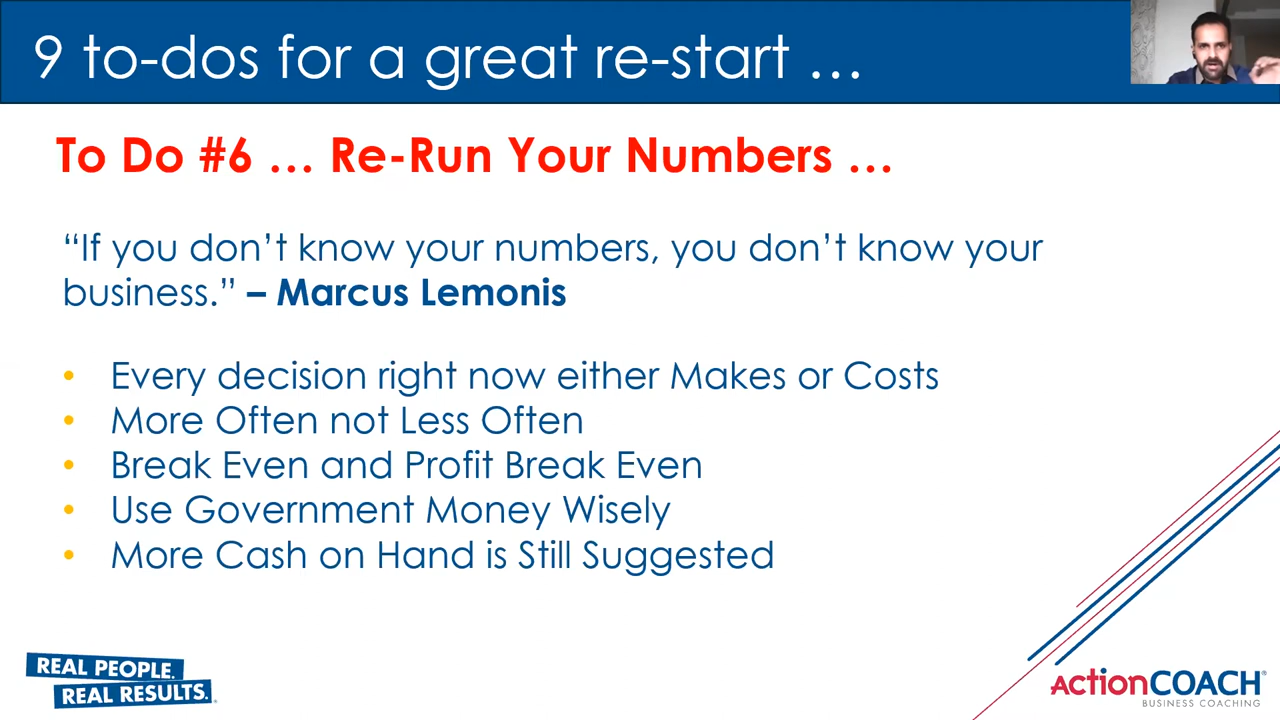 9 to-dos for a great re-start …
To Do #6 … Re-Run Your Numbers …
“If you don’t know your numbers, you don’t know your
business.” – Marcus Lemonis
• Every decision right now either Makes or Costs
• More Often not Less Often
• Break Even and Profit Break Even
• Use Government Money Wisely
• More Cash on Hand is Still Suggested
REAL PEOPLE.
REAL RESULTS.
ActionCOACH®
BUSINESS COACHING